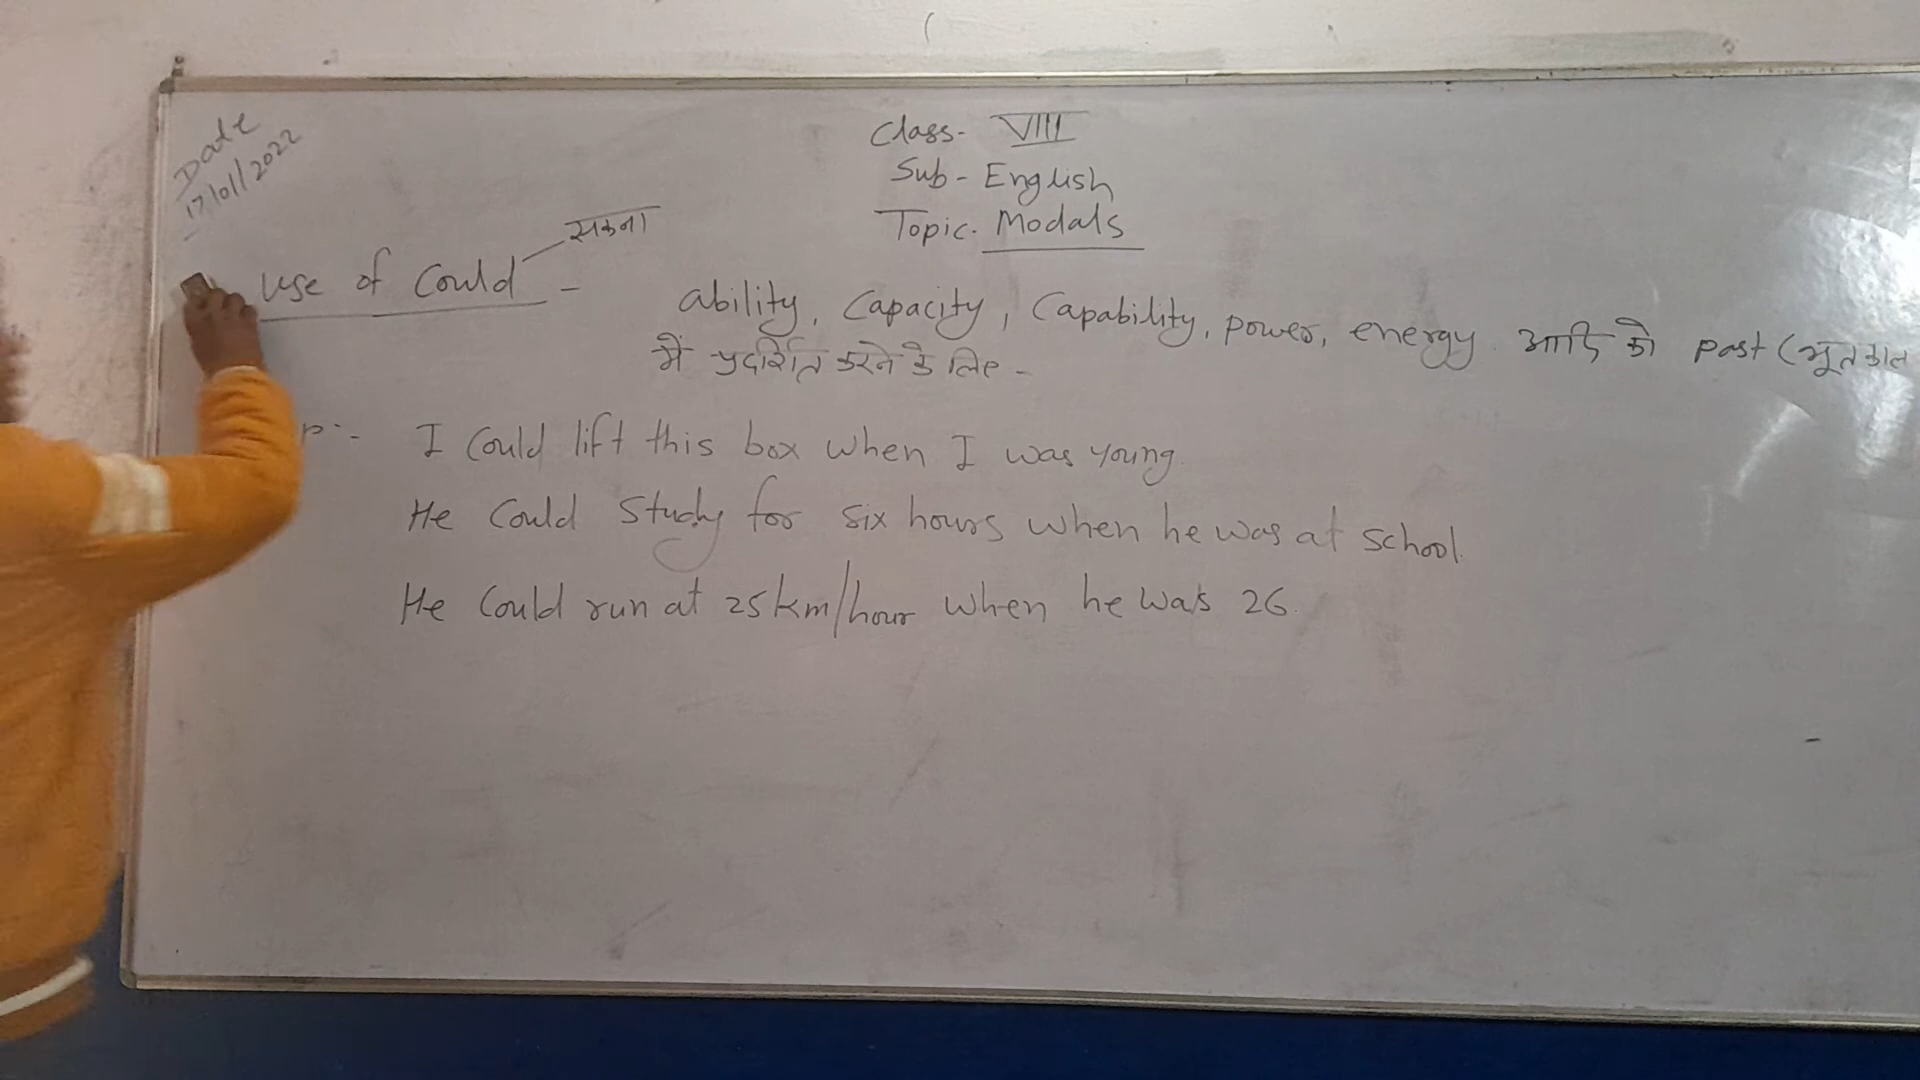 Date
17/01/2022
Class- VIII
Sub- English
Topic. Modals
सकना
use of Could -
ability, Capacity, Capability, power, energy. आदि को past (भूतकाल
में प्रदर्शित करने के लिए -
p:-
I Could lift this box when I was young.
He Could Study for six hours when he was at school.
He Could run at 25km/hour when he was 26.